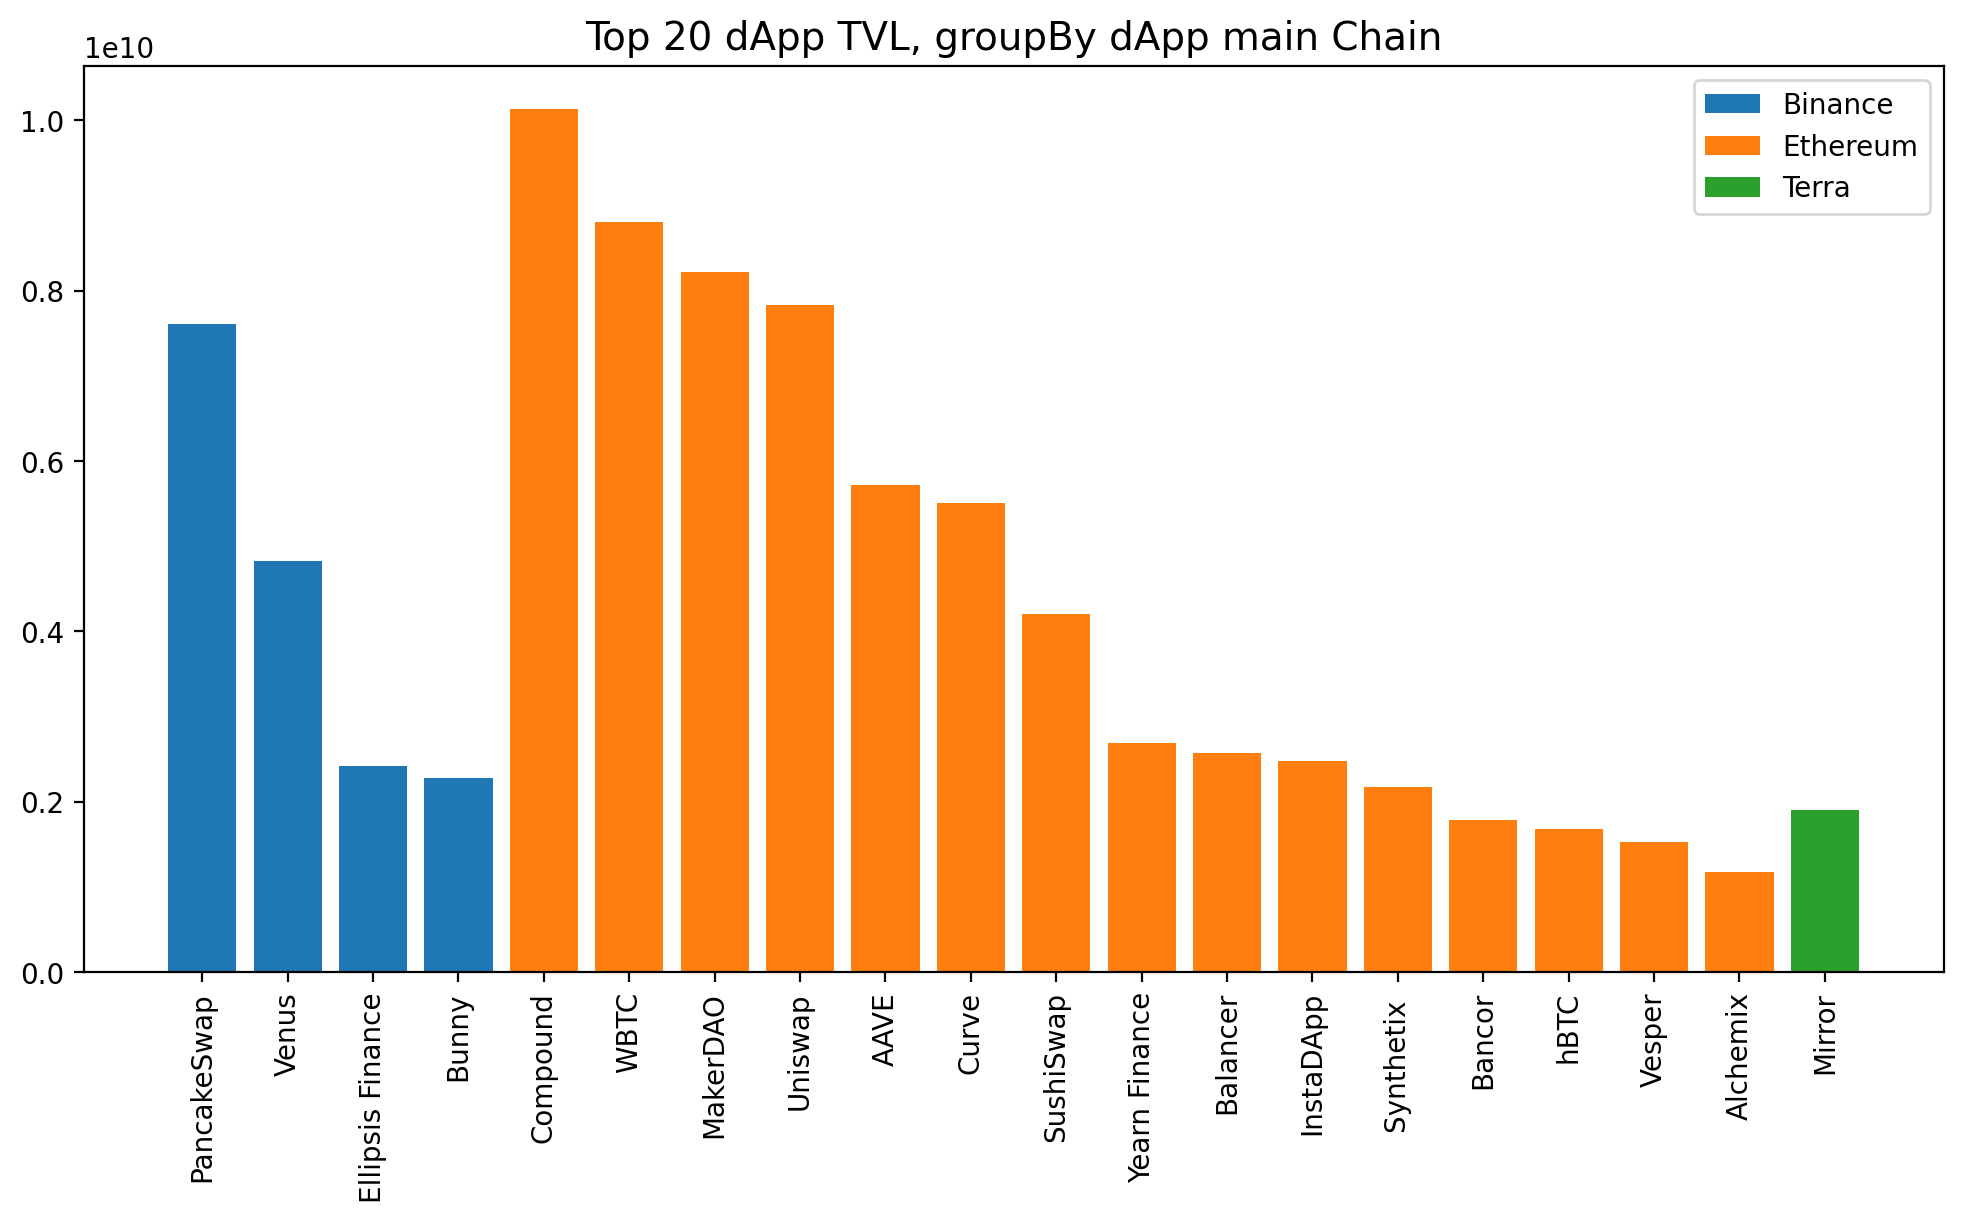 Top 20 dApp TVL, groupBy dApp main Chain
1e10
1.0
0.8
0.6
0.4
0.2
0.0
Binance
Ethereum
Terra
PancakeSwap
Venus
Ellipsis Finance
Bunny
Compound
WBTC
MakerDAO
Uniswap
AAVE
Curve
SushiSwap
Yearn Finance
Balancer
InstaDApp
Synthetix
Bancor
hBTC
Vesper
Alchemix
Mirror